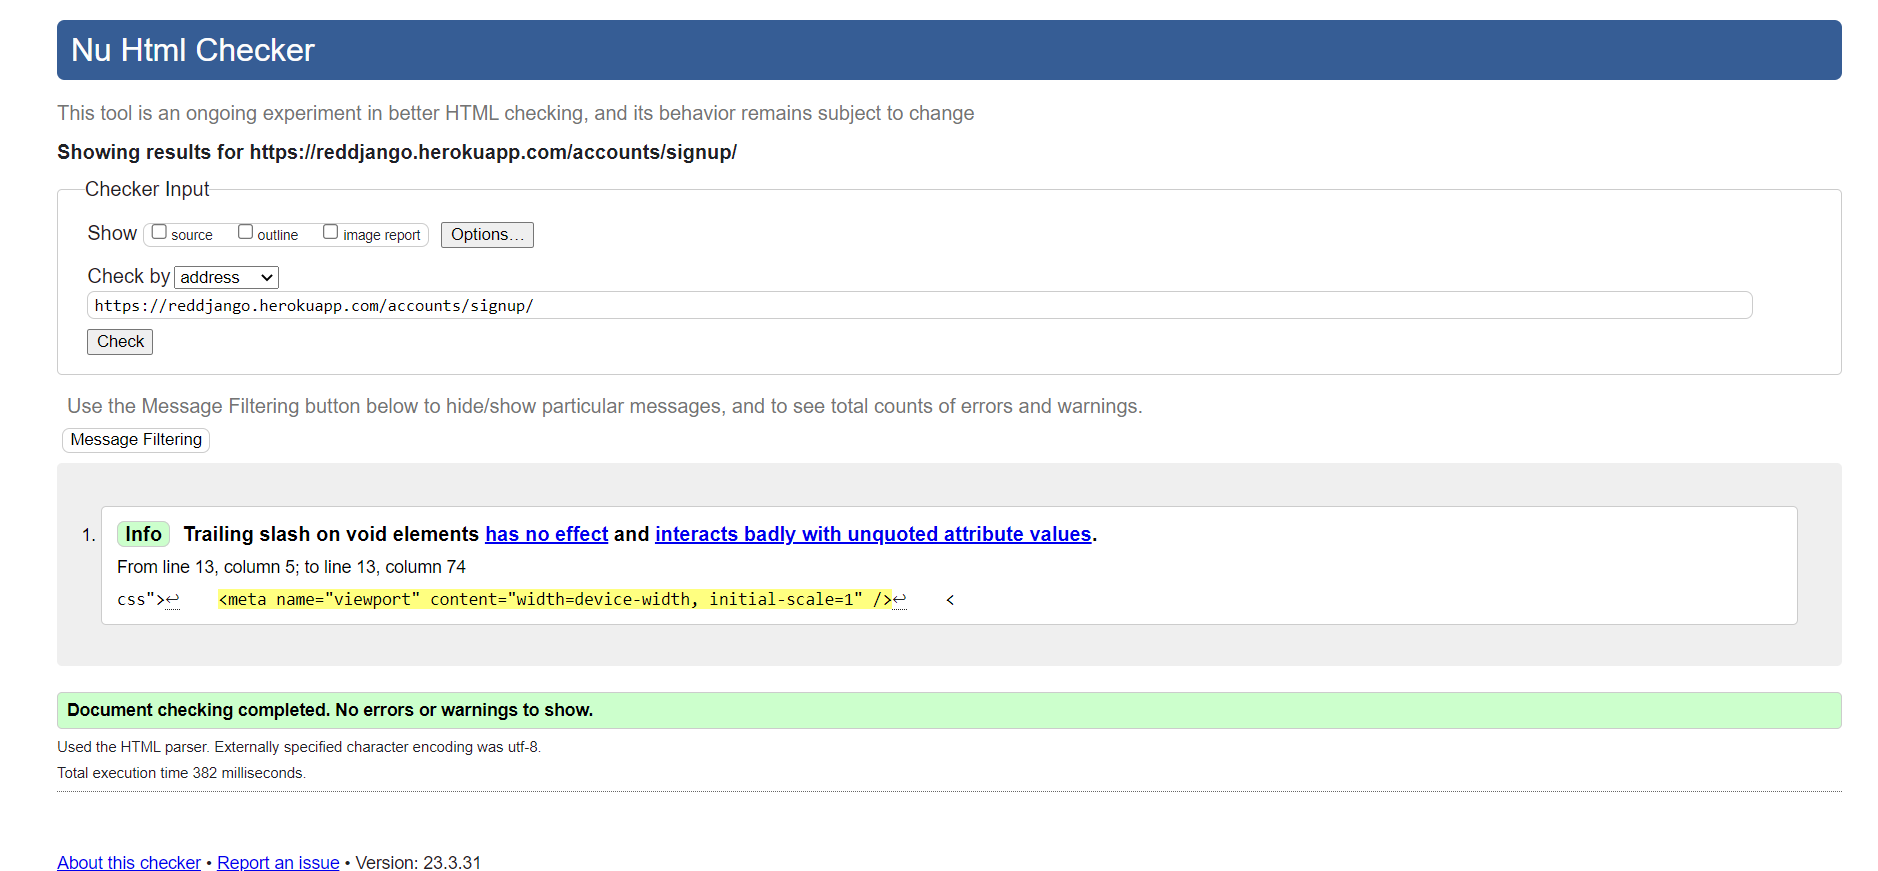 Nu Html Checker
This tool is an ongoing experiment in better HTML checking, and its behavior remains subject to change
Showing results for https://reddjango.herokuapp.com/accounts/signup/
Checker Input
Show source outline image report Options...
Check by address
https://reddjango.herokuapp.com/accounts/signup/
Check
Use the Message Filtering button below to hide/show particular messages, and to see total counts of errors and warnings.
Message Filtering
1. Info Trailing slash on void elements has no effect and interacts badly with unquoted attribute values.
From line 13, column 5; to line 13, column 74
css">↩ <meta name="viewport" content="width=device-width, initial-scale=1" />↩ <
Document checking completed. No errors or warnings to show.
Used the HTML parser. Externally specified character encoding was utf-8.
Total execution time 382 milliseconds.
About this checker • Report an issue • Version: 23.3.31